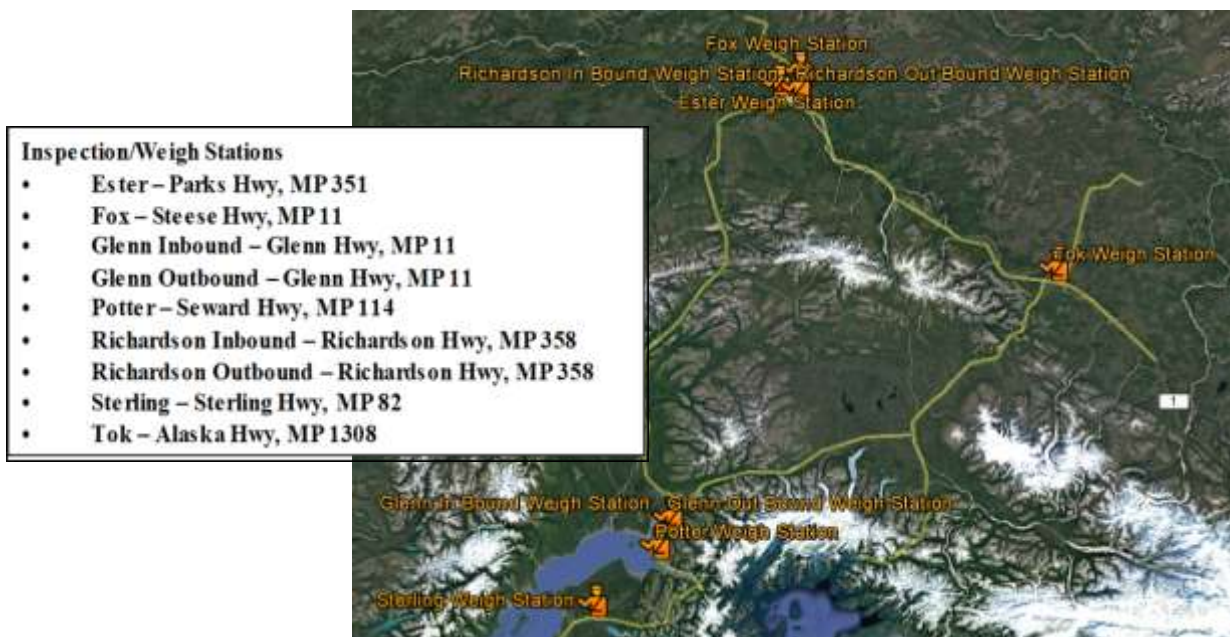 Fox Weigh Station
Richardson In Bound Weigh Station Richardson Out Bound Weigh Station
Ester Weigh Station
Inspection/Weigh Stations
• Ester – Parks Hwy, MP 351
• Fox – Steese Hwy, MP 11
• Glenn Inbound – Glenn Hwy, MP 11
• Glenn Outbound – Glenn Hwy, MP 11
• Potter – Seward Hwy, MP 114
• Richardson Inbound – Richardson Hwy, MP 358
• Richardson Outbound – Richardson Hwy, MP 358
• Sterling – Sterling Hwy, MP 82
• Tok – Alaska Hwy, MP 1308
Tok Weigh Station
1
Glenn In Bound Weigh Station Glenn Out Bound Weigh Station
Potter Weigh Station
Sterling Weigh Station